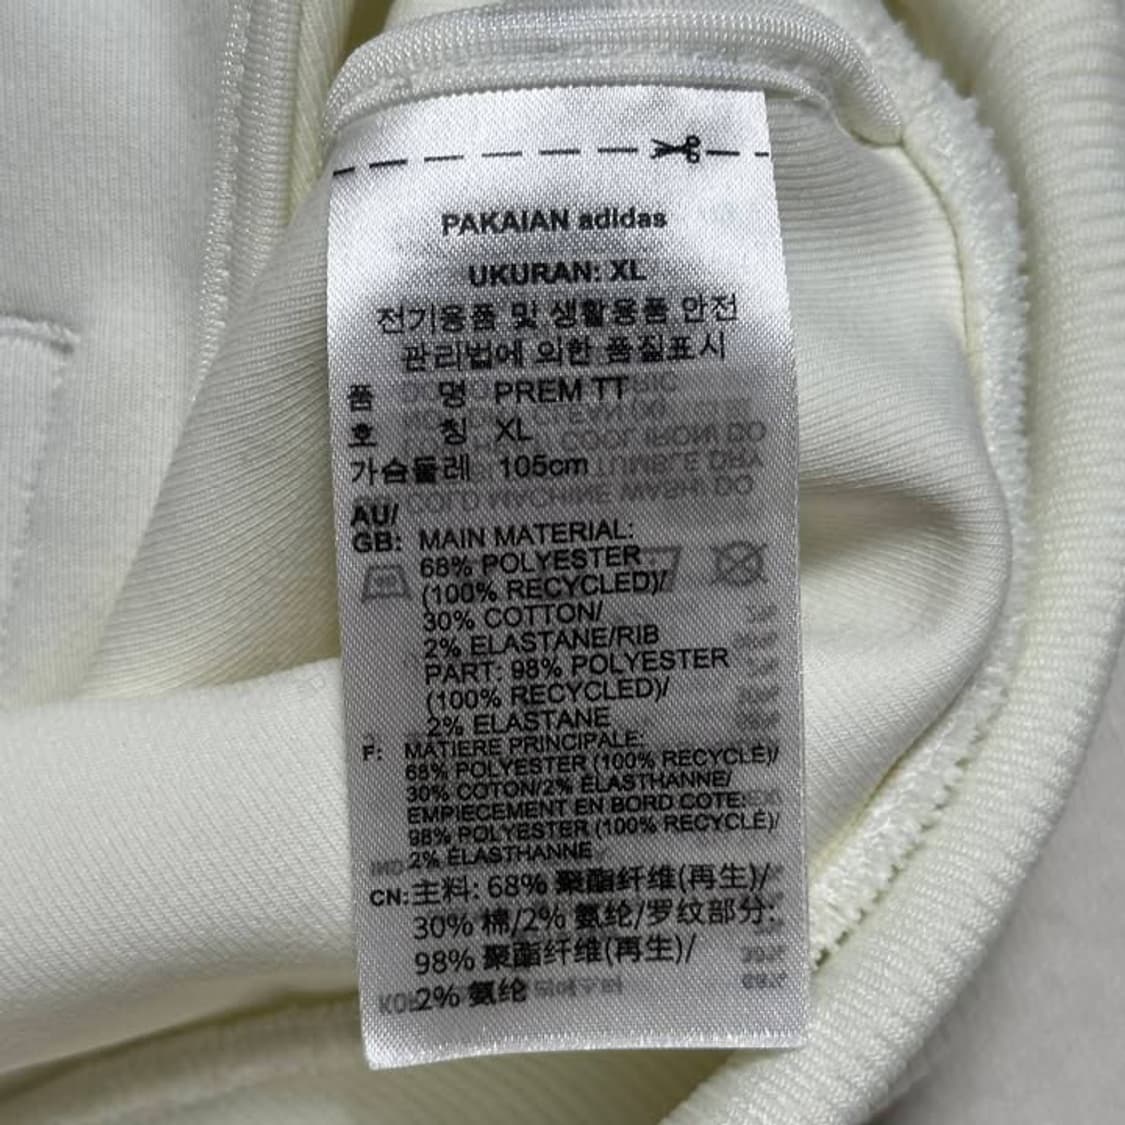 PAKAIAN adidas
UKURAN: XL
전기용품 및 생활용품 안전
관리법에 의한 품질표시
품 명 PREM TT
호 칭 XL
가슴둘레 105cm
AU/
GB: MAIN MATERIAL:
68% POLYESTER
(100% RECYCLED)/
30% COTTON/
2% ELASTANE/RIB
PART: 98% POLYESTER
(100% RECYCLED)/
2% ELASTANE
F: MATIERE PRINCIPALE:
68% POLYESTER (100% RECYCLÉ)/
30% COTON/2% ÉLASTHANNE/
EMPIECEMENT EN BORD COTE:
98% POLYESTER (100% RECYCLÉ)/
2% ÉLASTHANNE
CN: 主料: 68% 聚酯纤维(再生)/
30% 棉/2% 氨纶/罗纹部分:
98% 聚酯纤维(再生)/
2% 氨纶